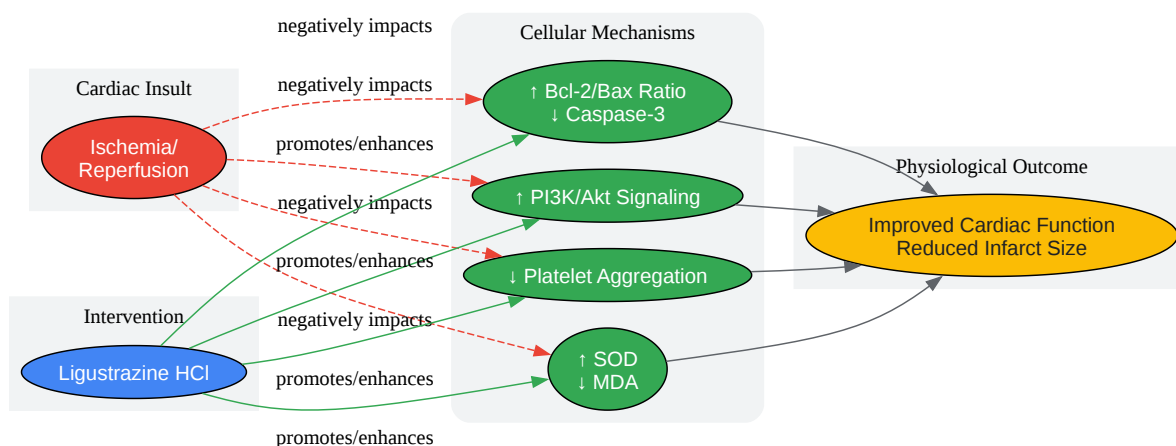 negatively impacts
Cellular Mechanisms
Cardiac Insult
negatively impacts
↑ Bcl-2/Bax Ratio
↓ Caspase-3
Ischemia/
Reperfusion
promotes/enhances
Physiological Outcome
negatively impacts
↑ PI3K/Akt Signaling
Improved Cardiac Function
Reduced Infarct Size
promotes/enhances
↓ Platelet Aggregation
Intervention
negatively impacts
Ligustrazine HCl
↑ SOD
↓ MDA
promotes/enhances
promotes/enhances